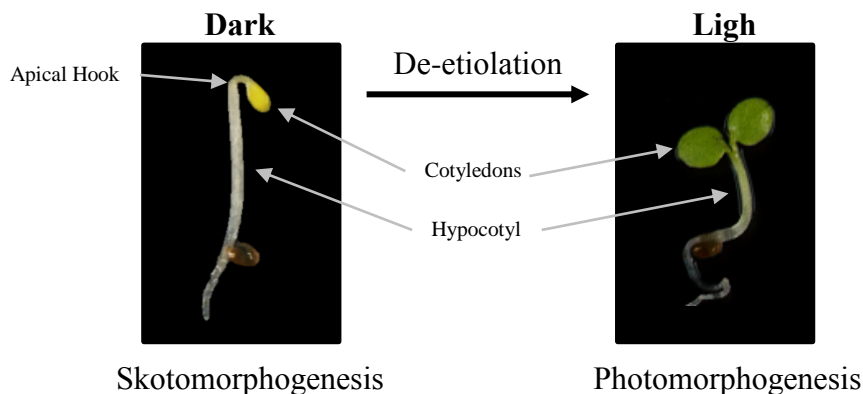 Dark
Ligh
Apical Hook
De-etiolation
Cotyledons
Hypocotyl
Skotomorphogenesis
Photomorphogenesis